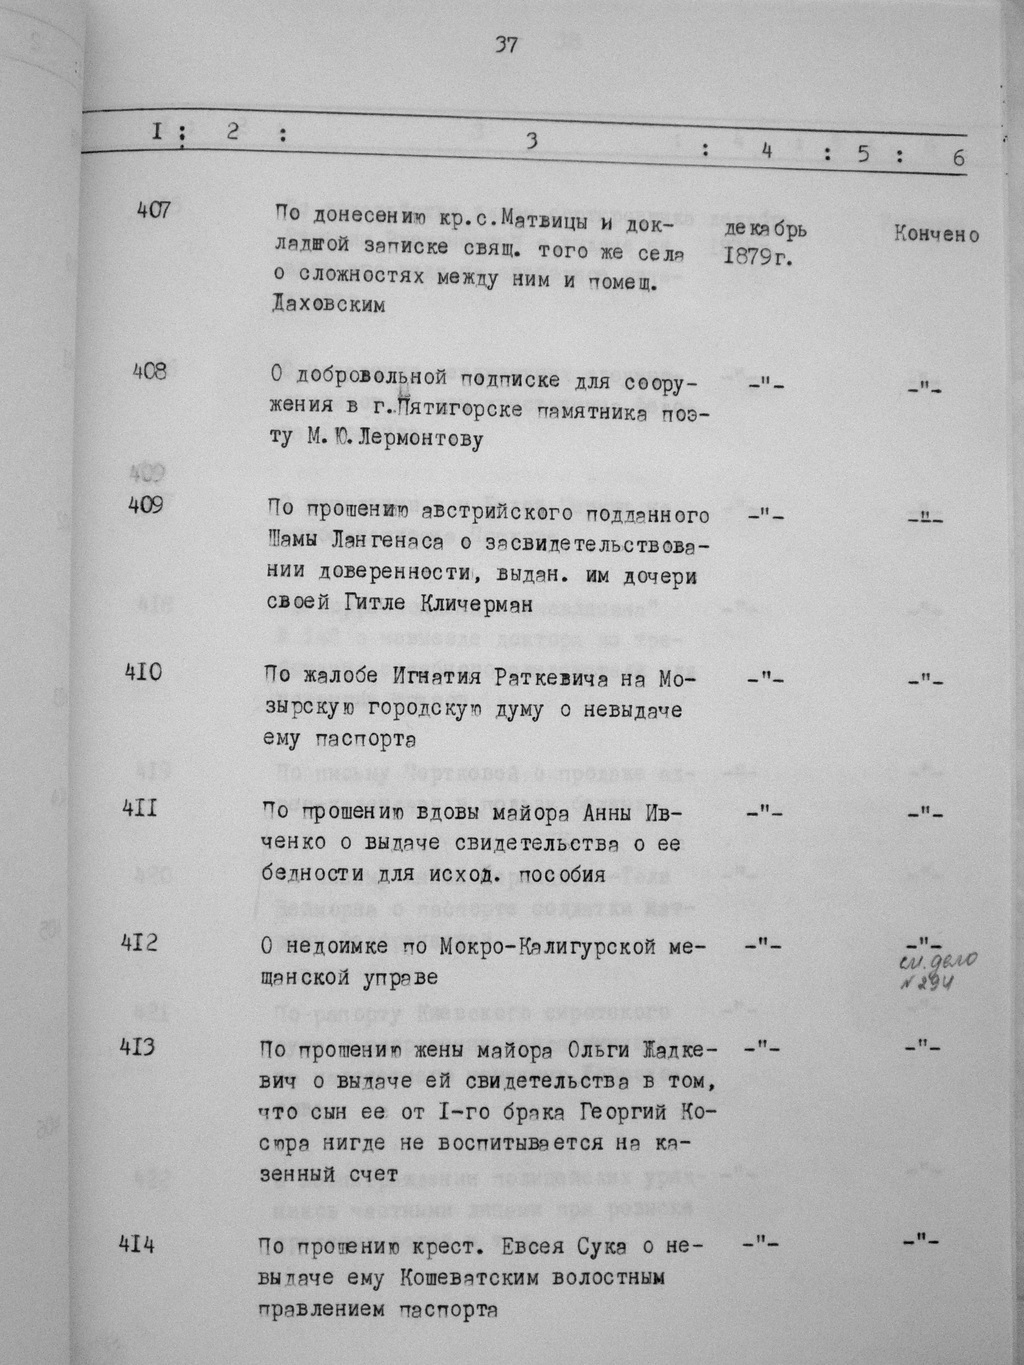 37
I : 2 : 3 : 4 : 5 : 6
407 По донесению кр.с.Матвицы и док- декабрь Кончено
ладной записке свящ. того же села 1879г.
о сложностях между ним и помещ.
Даховским
408 О добровольной подписке для соору- -"- -"-
жения в г.Пятигорске памятника поэ-
ту М.Ю.Лермонтову
409
409 По прошению австрийского подданного -"- -"-
Шамы Лангенаса о засвидетельствова-
нии доверенности, выдан. им дочери
своей Гитле Кличерман
4I0 По жалобе Игнатия Раткевича на Мо- -"- -"-
зырскую городскую думу о невыдаче
ему паспорта
4II По прошению вдовы майора Анны Ив- -"- -"-
ченко о выдаче свидетельства о ее
бедности для исход. пособия
4I2 О недоимке по Мокро-Калигурской ме- -"- -"-
щанской управе см. дело
N 294
4I3 По прошению жены майора Ольги Жадке- -"- -"-
вич о выдаче ей свидетельства в том,
что сын ее от I-го брака Георгий Ко-
сюра нигде не воспитывается на ка-
зенный счет
4I4 По прошению крест. Евсея Сука о не- -"- -"-
выдаче ему Кошеватским волостным
правлением паспорта